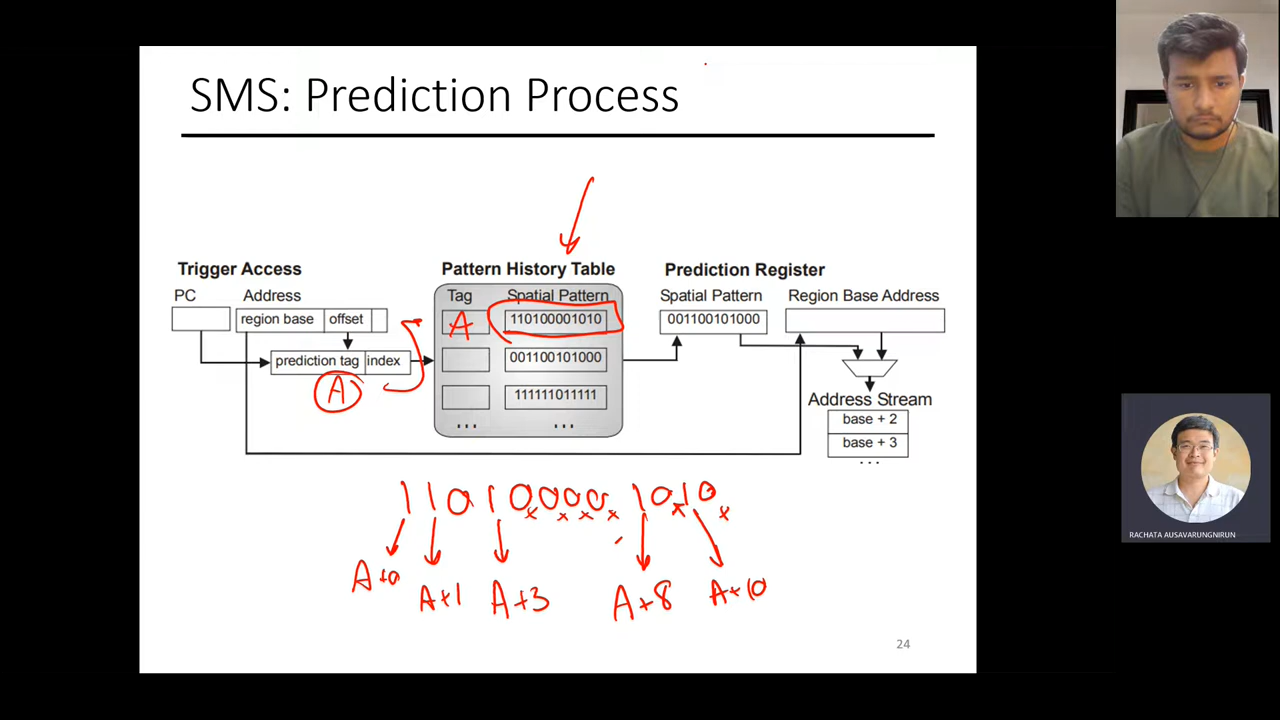 SMS: Prediction Process
Trigger Access
PC Address
region base offset
prediction tag index
A
Pattern History Table
Tag Spatial Pattern
A 110100001010
001100101000
111111011111
... ...
Prediction Register
Spatial Pattern Region Base Address
001100101000
Address Stream
base + 2
base + 3
...
110100001010
A+0 A+1 A+3 A+8 A+10
24
RACHATA AUSAVARUNGNIRUN